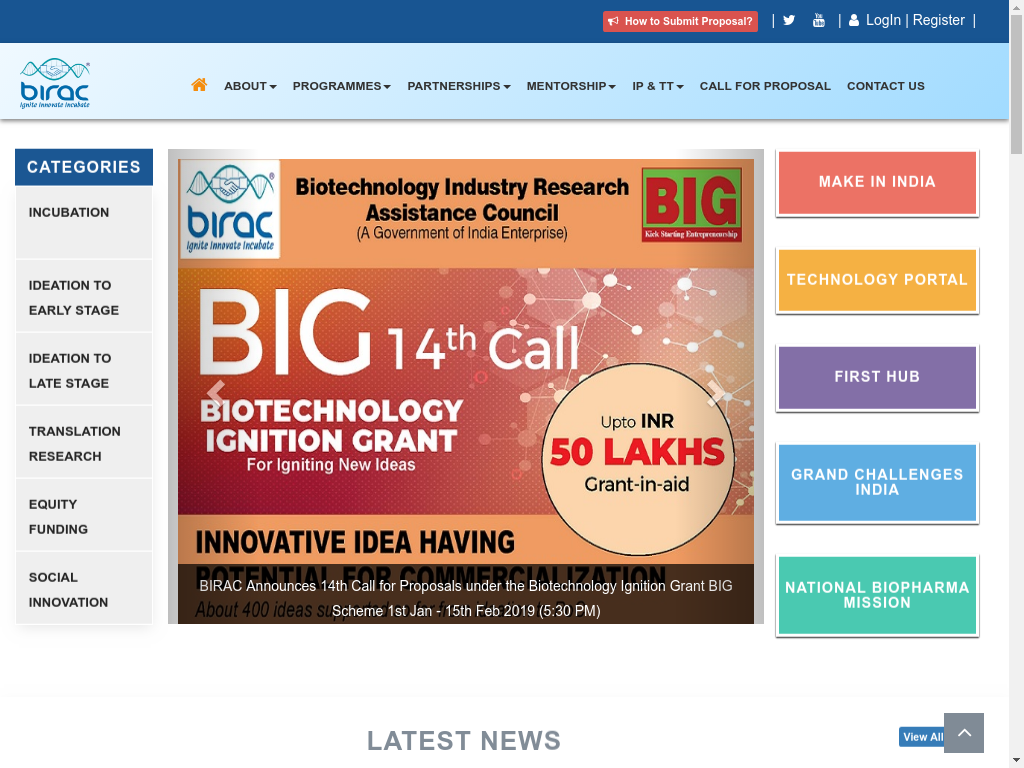 How to Submit Proposal?
| | LogIn | Register |
birac
Ignite Innovate Incubate
ABOUT PROGRAMMES PARTNERSHIPS MENTORSHIP IP & TT CALL FOR PROPOSAL CONTACT US
CATEGORIES
INCUBATION
IDEATION TO
EARLY STAGE
IDEATION TO
LATE STAGE
TRANSLATION
RESEARCH
EQUITY
FUNDING
SOCIAL
INNOVATION
birac
Ignite Innovate Incubate
Biotechnology Industry Research
Assistance Council
(A Government of India Enterprise)
BIG
Kick Starting Entrepreneurship
BIG 14th Call
BIOTECHNOLOGY
IGNITION GRANT
For Igniting New Ideas
Upto INR
50 LAKHS
Grant-in-aid
INNOVATIVE IDEA HAVING
POTENTIAL FOR COMMERCIALIZATION
About 400 ideas
BIRAC Announces 14th Call for Proposals under the Biotechnology Ignition Grant BIG
Scheme 1st Jan - 15th Feb 2019 (5:30 PM)
MAKE IN INDIA
TECHNOLOGY PORTAL
FIRST HUB
GRAND CHALLENGES
INDIA
NATIONAL BIOPHARMA
MISSION
LATEST NEWS
View All